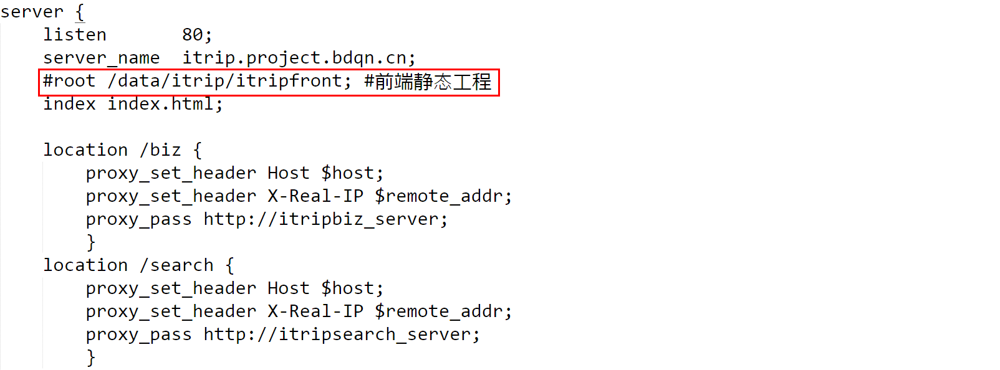 server {
    listen       80;
    server_name  itrip.project.bdqn.cn;
    #root /data/itrip/itripfront; #前端静态工程
    index index.html;

    location /biz {
        proxy_set_header Host $host;
        proxy_set_header X-Real-IP $remote_addr;
        proxy_pass http://itripbiz_server;
        }
    location /search {
        proxy_set_header Host $host;
        proxy_set_header X-Real-IP $remote_addr;
        proxy_pass http://itripsearch_server;
        }